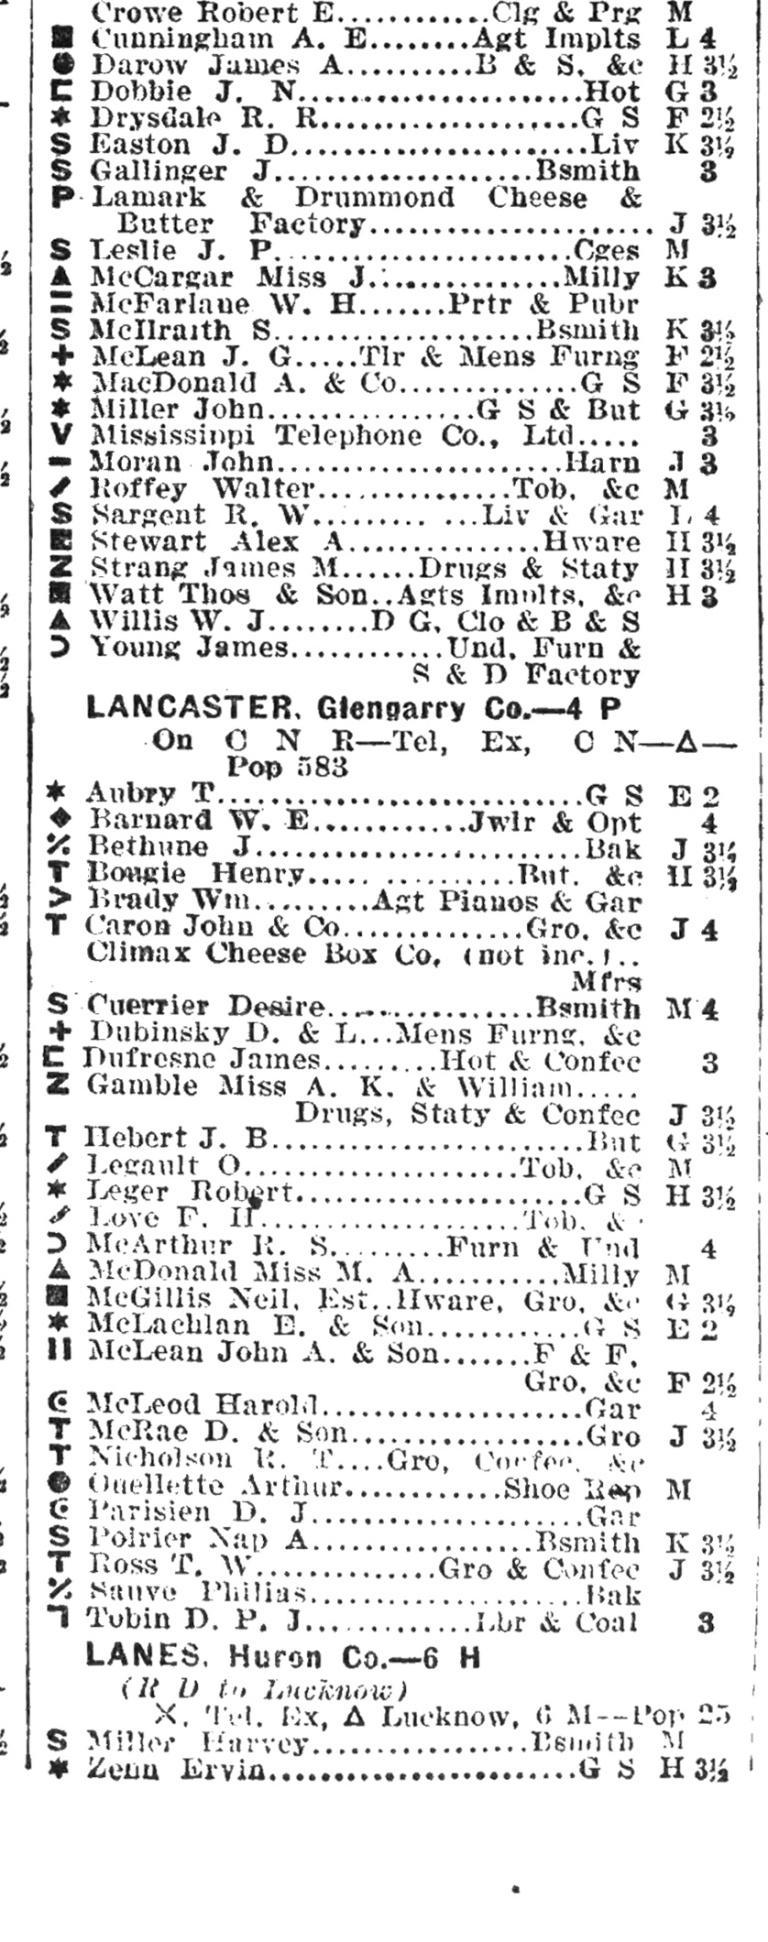 Crowe Robert E............Clg & Prg M
■ Cunningham A. E........Agt Implts L 4
● Darow James A..........B & S, &c H 3½
⊏ Dobbie J. N......................Hot G 3
* Drysdale R. R....................G S F 2½
S Easton J. D.......................Liv K 3½
S Gallinger J....................Bsmith 3
P Lamark & Drummond Cheese &
Butter Factory...................... J 3½
S Leslie J. P.......................Cges M
▲ McCargar Miss J...............Milly K 3
= McFarlane W. H.......Prtr & Pubr
S McIlraith S....................Bsmith K 3½
+ McLean J. G.....Tlr & Mens Furng F 2½
* MacDonald A. & Co..............G S F 3½
* Miller John................G S & But G 3½
V Mississippi Telephone Co., Ltd..... 3
- Moran John......................Harn J 3
Roffey Walter...............Tob, &c M
S Sargent R. W......... ...Liv & Gar L 4
E Stewart Alex A...............Hware H 3½
Z Strang James M......Drugs & Staty H 3½
■ Watt Thos & Son..Agts Implts, &c H 3
▲ Willis W. J........D G, Clo & B & S
⊃ Young James............Und, Furn &
S & D Factory
LANCASTER, Glengarry Co.—4 P
On C N R—Tel, Ex, C N—Δ—
Pop 583
* Aubry T............................G S E 2
◆ Barnard W. E............Jwlr & Opt 4
٪ Bethune J.........................Bak J 3½
T Bougie Henry..... ..........But, &c H 3½
> Brady Wm.........Agt Pianos & Gar
T Caron John & Co..............Gro, &c J 4
Climax Cheese Box Co, (not inc.)..
Mfrs
S Cuerrier Desire................Bsmith M 4
+ Dubinsky D. & L...Mens Furng, &c
⊏ Dufresne James.........Hot & Confec 3
Z Gamble Miss A. K. & William.....
Drugs, Staty & Confec J 3½
T Hebert J. B........................But G 3½
Legault O.....................Tob, &c M
* Leger Robert......................G S H 3½
Love F. H....................Tob, &
⊃ McArthur R. S.........Furn & Und 4
▲ McDonald Miss M. A...........Milly M
■ McGillis Neil, Est..Hware, Gro, &c G 3½
* McLachlan E. & Son............G S E 2
II McLean John A. & Son.......F & F,
Gro, &c F 2½
G McLeod Harold....................Gar 4
T McRae D. & Son..................Gro J 3½
T Nicholson R. T....Gro, Confec, &c
● Ouellette Arthur............Shoe Rep M
G Parisien D. J.....................Gar
S Poirier Nap A.................Bsmith K 3½
T Ross T. W..............Gro & Confec J 3½
٪ Sauve Philias.....................Bak
ㄱ Tobin D. P. J.............Lbr & Coal 3
LANES, Huron Co.—6 H
(R D to Lucknow)
X, Tel, Ex, Δ Lucknow, 6 M--Pop 25
S Miller Harvey.................Bsmith M
* Zenn Ervin.........................G S H 3½